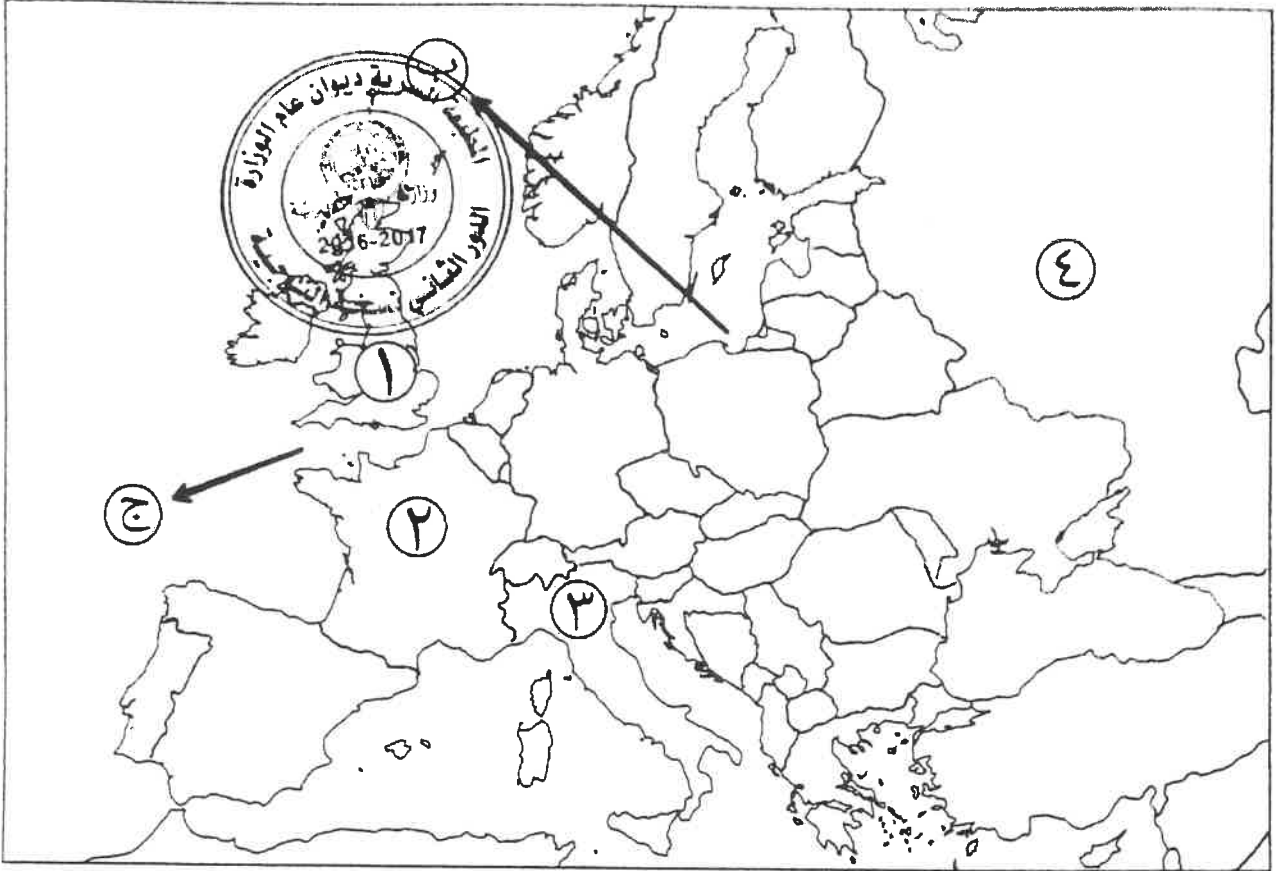 ب
المطبعة السرية ديوان عام الوزارة
2016-2017
الدور الثاني
٤
١
ج
٢
٣